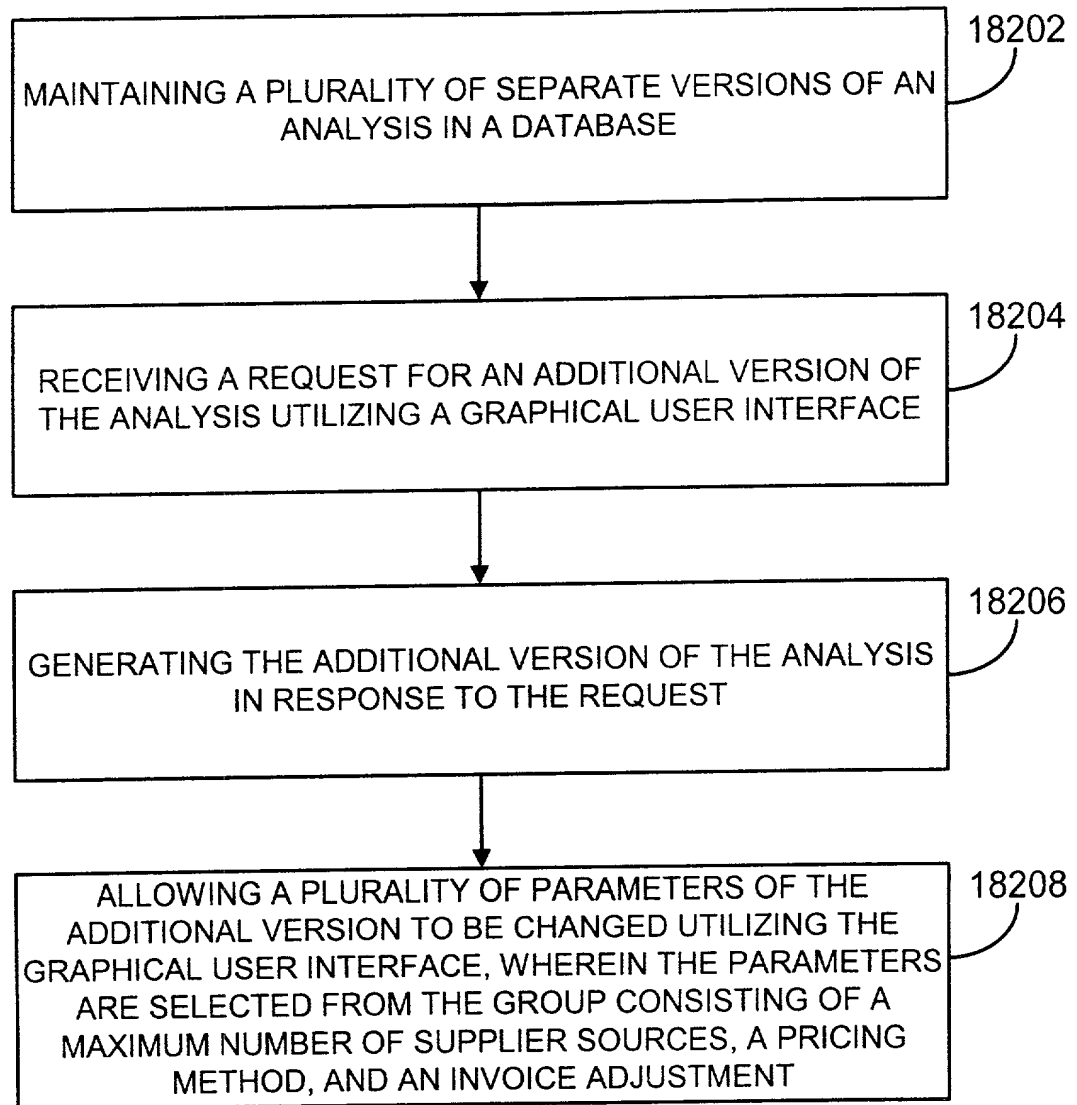 18202
MAINTAINING A PLURALITY OF SEPARATE VERSIONS OF AN
ANALYSIS IN A DATABASE
18204
RECEIVING A REQUEST FOR AN ADDITIONAL VERSION OF
THE ANALYSIS UTILIZING A GRAPHICAL USER INTERFACE
18206
GENERATING THE ADDITIONAL VERSION OF THE ANALYSIS
IN RESPONSE TO THE REQUEST
18208
ALLOWING A PLURALITY OF PARAMETERS OF THE
ADDITIONAL VERSION TO BE CHANGED UTILIZING THE
GRAPHICAL USER INTERFACE, WHEREIN THE PARAMETERS
ARE SELECTED FROM THE GROUP CONSISTING OF A
MAXIMUM NUMBER OF SUPPLIER SOURCES, A PRICING
METHOD, AND AN INVOICE ADJUSTMENT